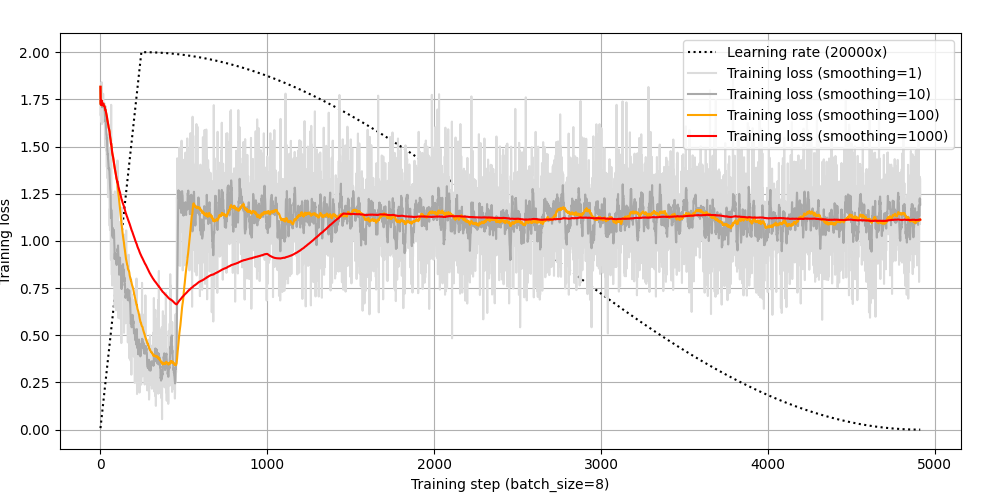 2.00
1.75
1.50
1.25
1.00
0.75
0.50
0.25
0.00
Training loss
Learning rate (20000x)
Training loss (smoothing=1)
Training loss (smoothing=10)
Training loss (smoothing=100)
Training loss (smoothing=1000)
0
1000
2000
3000
4000
5000
Training step (batch_size=8)